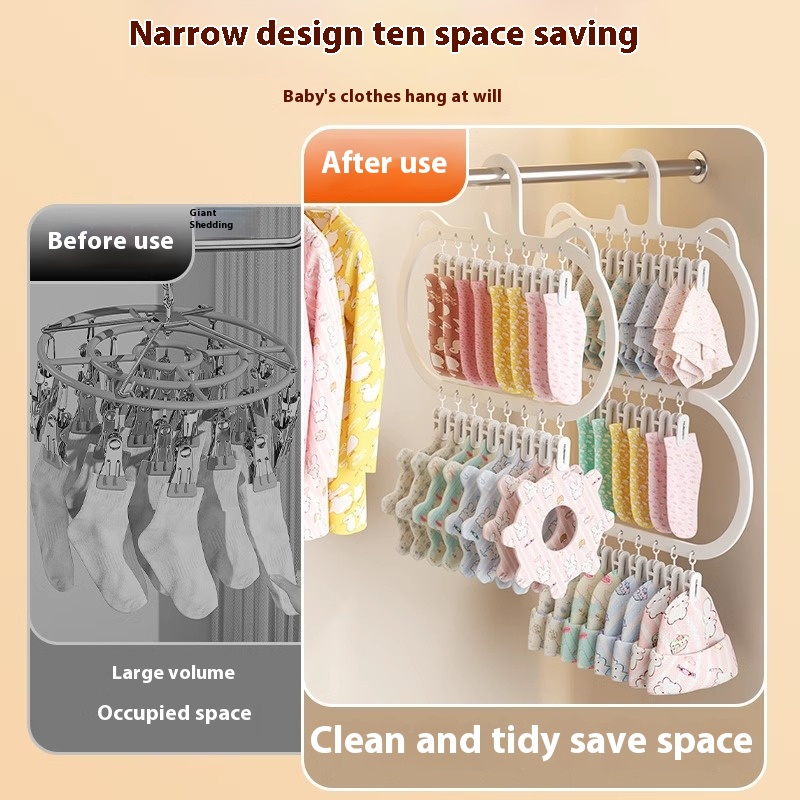 Narrow design ten space saving
Baby's clothes hang at will
After use
Giant
Shedding
Before use
Large volume
Occupied space
Clean and tidy save space